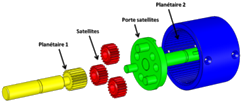 Planétaire 2
Porte satellites
Satellites
Planétaire 1